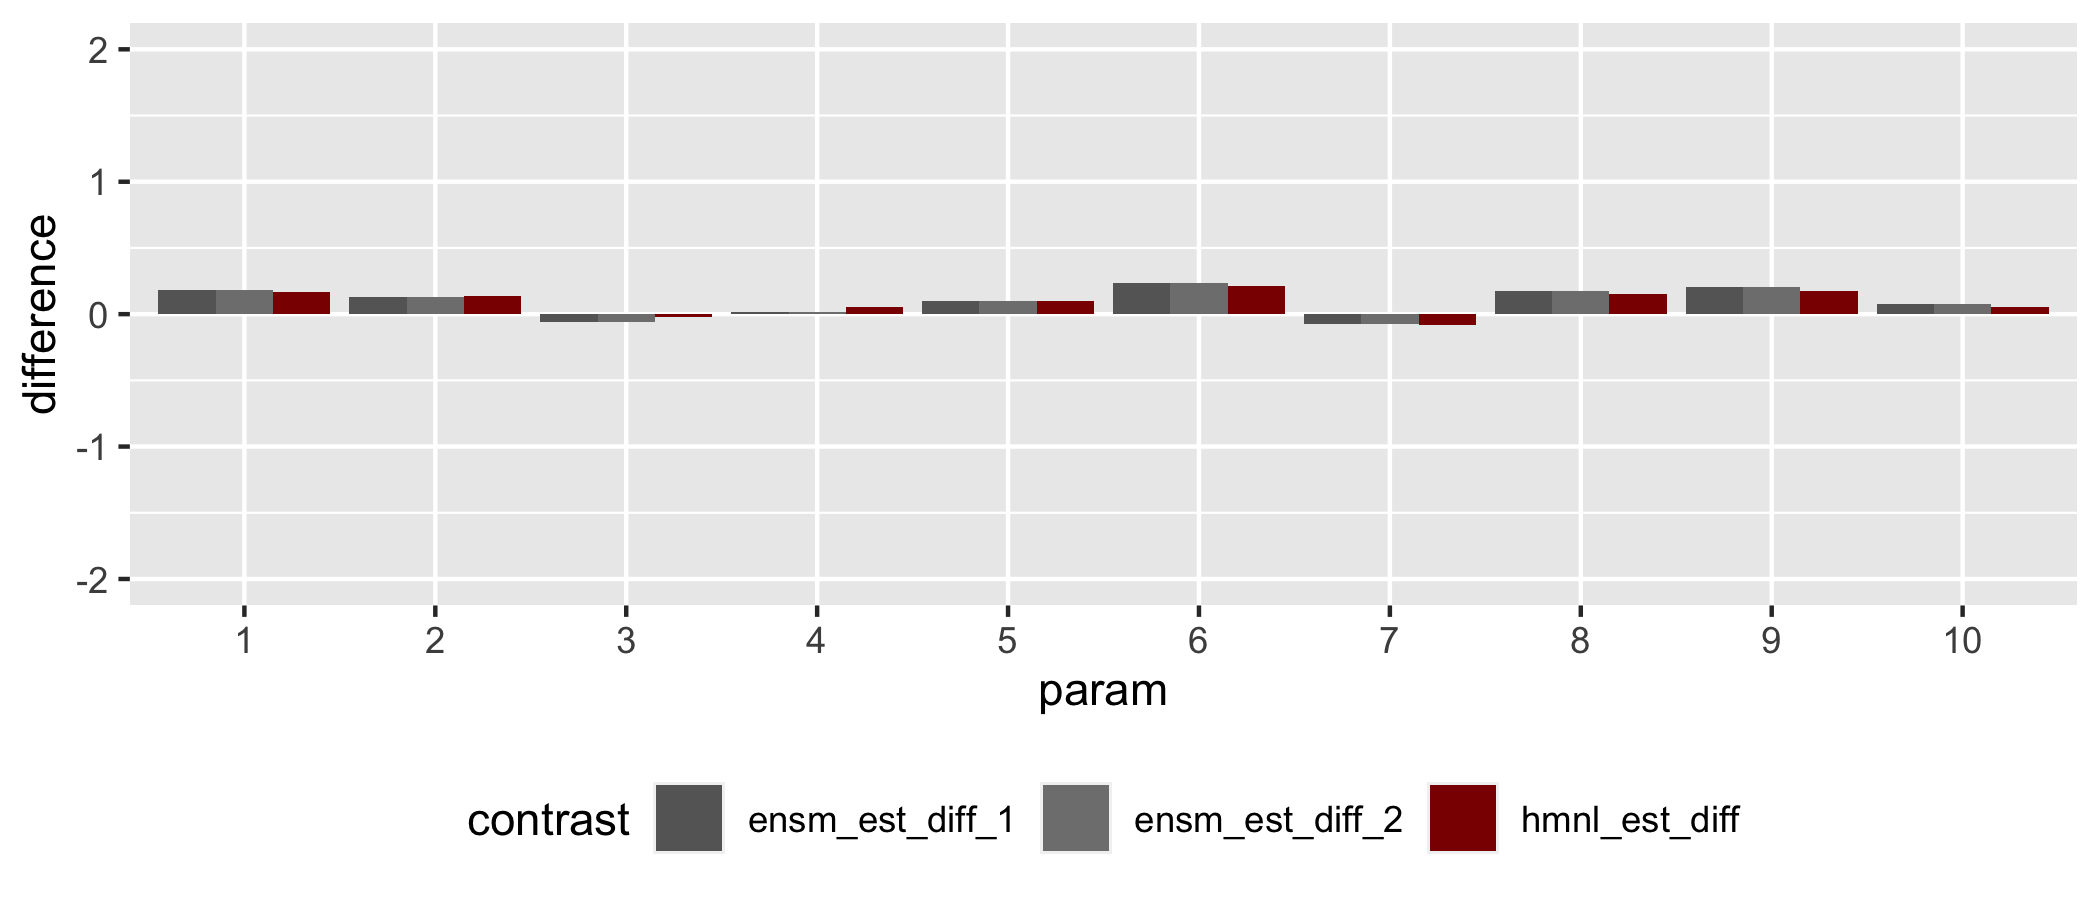 2
1
0
-1
-2
difference
1 2 3 4 5 6 7 8 9 10
param
contrast ensm_est_diff_1 ensm_est_diff_2 hmnl_est_diff